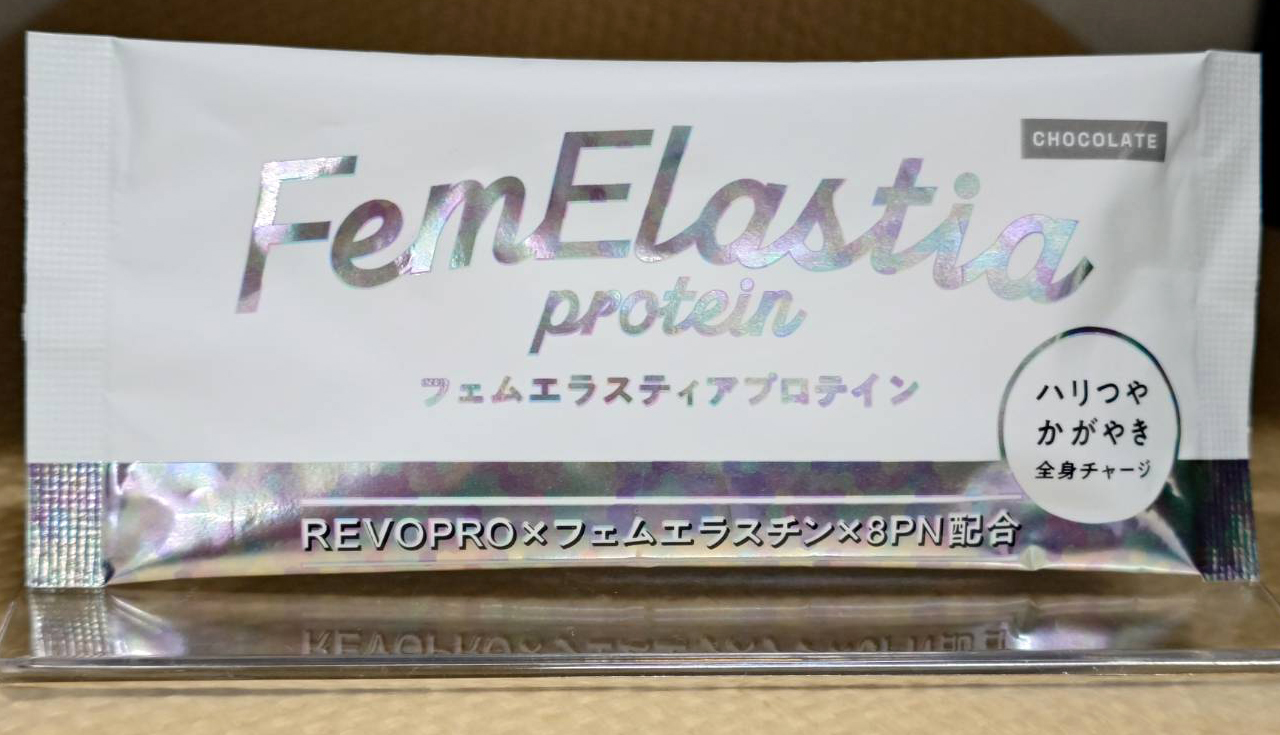 CHOCOLATE
FemElastia
protein
フェムエラスティアプロテイン
ハリつや
かがやき
全身チャージ
REVOPRO×フェムエラスチン×8PN配合